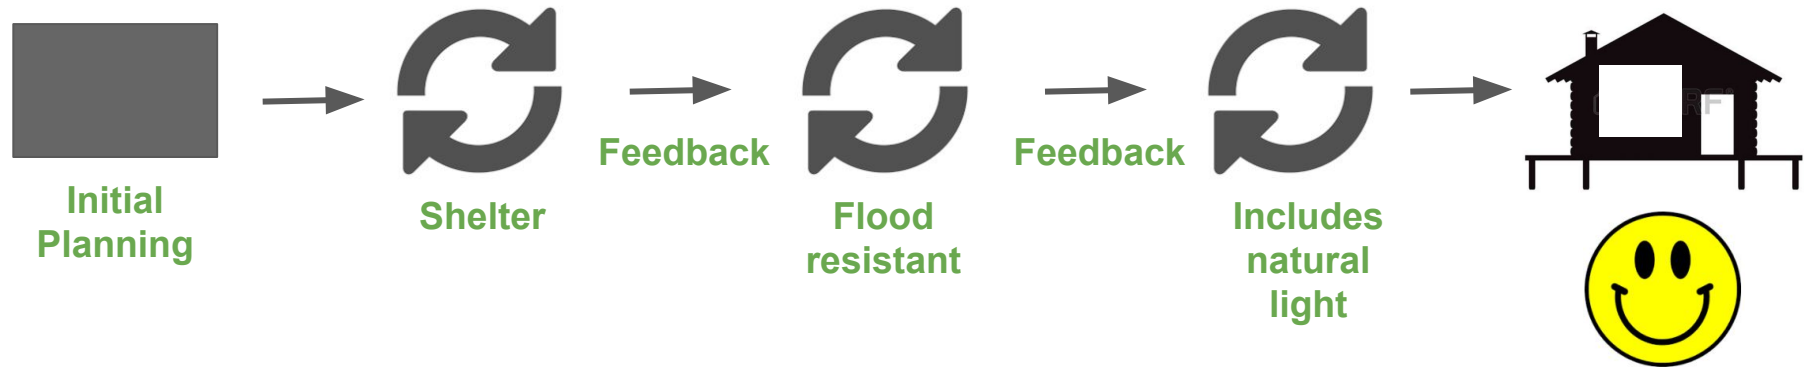 Initial
Planning
Shelter
Feedback
Flood
resistant
Feedback
Includes
natural
light